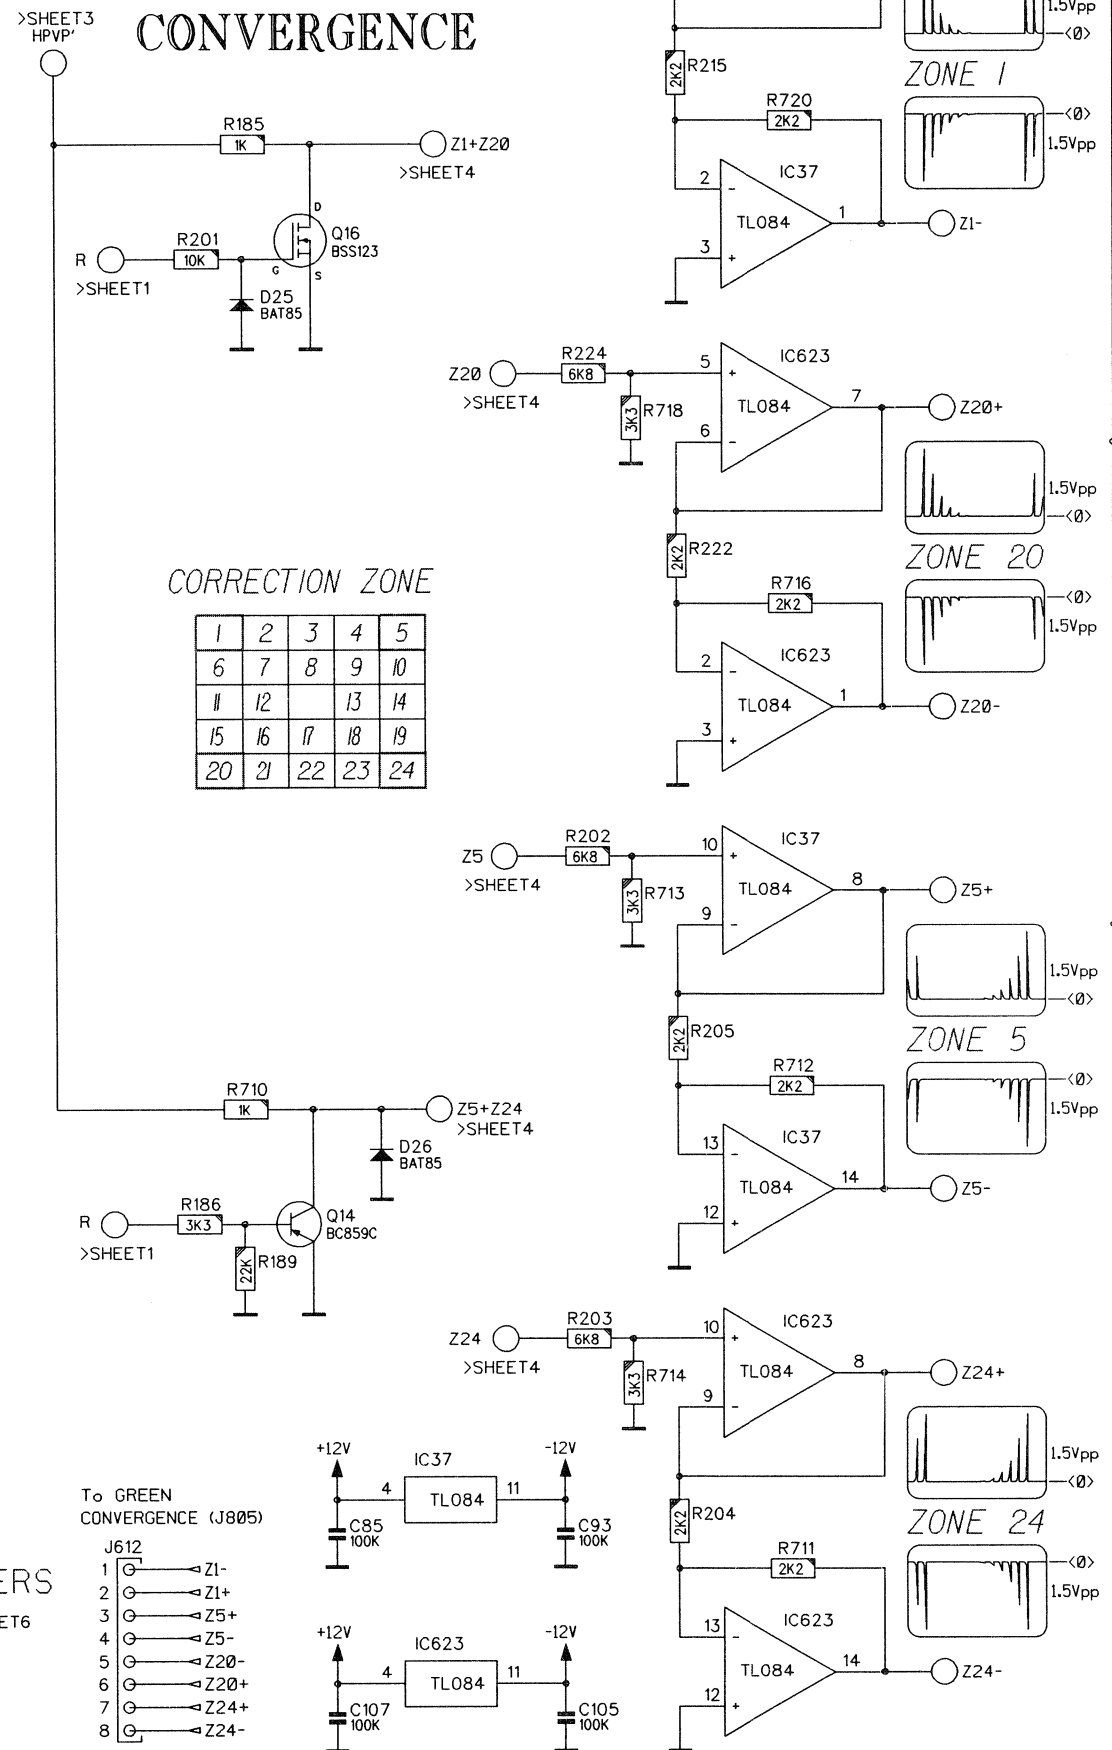 >SHEET3
HPVP'
CONVERGENCE
R185
1K
Z1+Z20
>SHEET4
D
Q16
BSS123
G
S
R201
10K
R
>SHEET1
D25
BAT85
R215
2K2
R720
2K2
IC37
TL084
2
-
3
+
1
Z1-
1.5Vpp
<0>
ZONE 1
<0>
1.5Vpp
Z20
>SHEET4
R224
6K8
R718
3K3
5
+
6
-
IC623
TL084
7
Z20+
1.5Vpp
<0>
ZONE 20
<0>
1.5Vpp
R222
2K2
R716
2K2
IC623
TL084
2
-
3
+
1
Z20-
CORRECTION ZONE
1 2 3 4 5
6 7 8 9 10
11 12 13 14
15 16 17 18 19
20 21 22 23 24
Z5
>SHEET4
R202
6K8
R713
3K3
10
+
9
-
IC37
TL084
8
Z5+
1.5Vpp
<0>
ZONE 5
<0>
1.5Vpp
R205
2K2
R712
2K2
IC37
TL084
13
-
12
+
14
Z5-
R710
1K
Z5+Z24
>SHEET4
D26
BAT85
R186
3K3
R
>SHEET1
Q14
BC859C
R189
22K
Z24
>SHEET4
R203
6K8
R714
3K3
10
+
9
-
IC623
TL084
8
Z24+
1.5Vpp
<0>
ZONE 24
<0>
1.5Vpp
R204
2K2
R711
2K2
IC623
TL084
13
-
12
+
14
Z24-
+12V
IC37
-12V
4
TL084
11
C85
100K
C93
100K
+12V
IC623
-12V
4
TL084
11
C107
100K
C105
100K
To GREEN
CONVERGENCE (J805)
J612
1 Z1-
2 Z1+
3 Z5+
4 Z5-
5 Z20-
6 Z20+
7 Z24+
8 Z24-
ERS
ET6